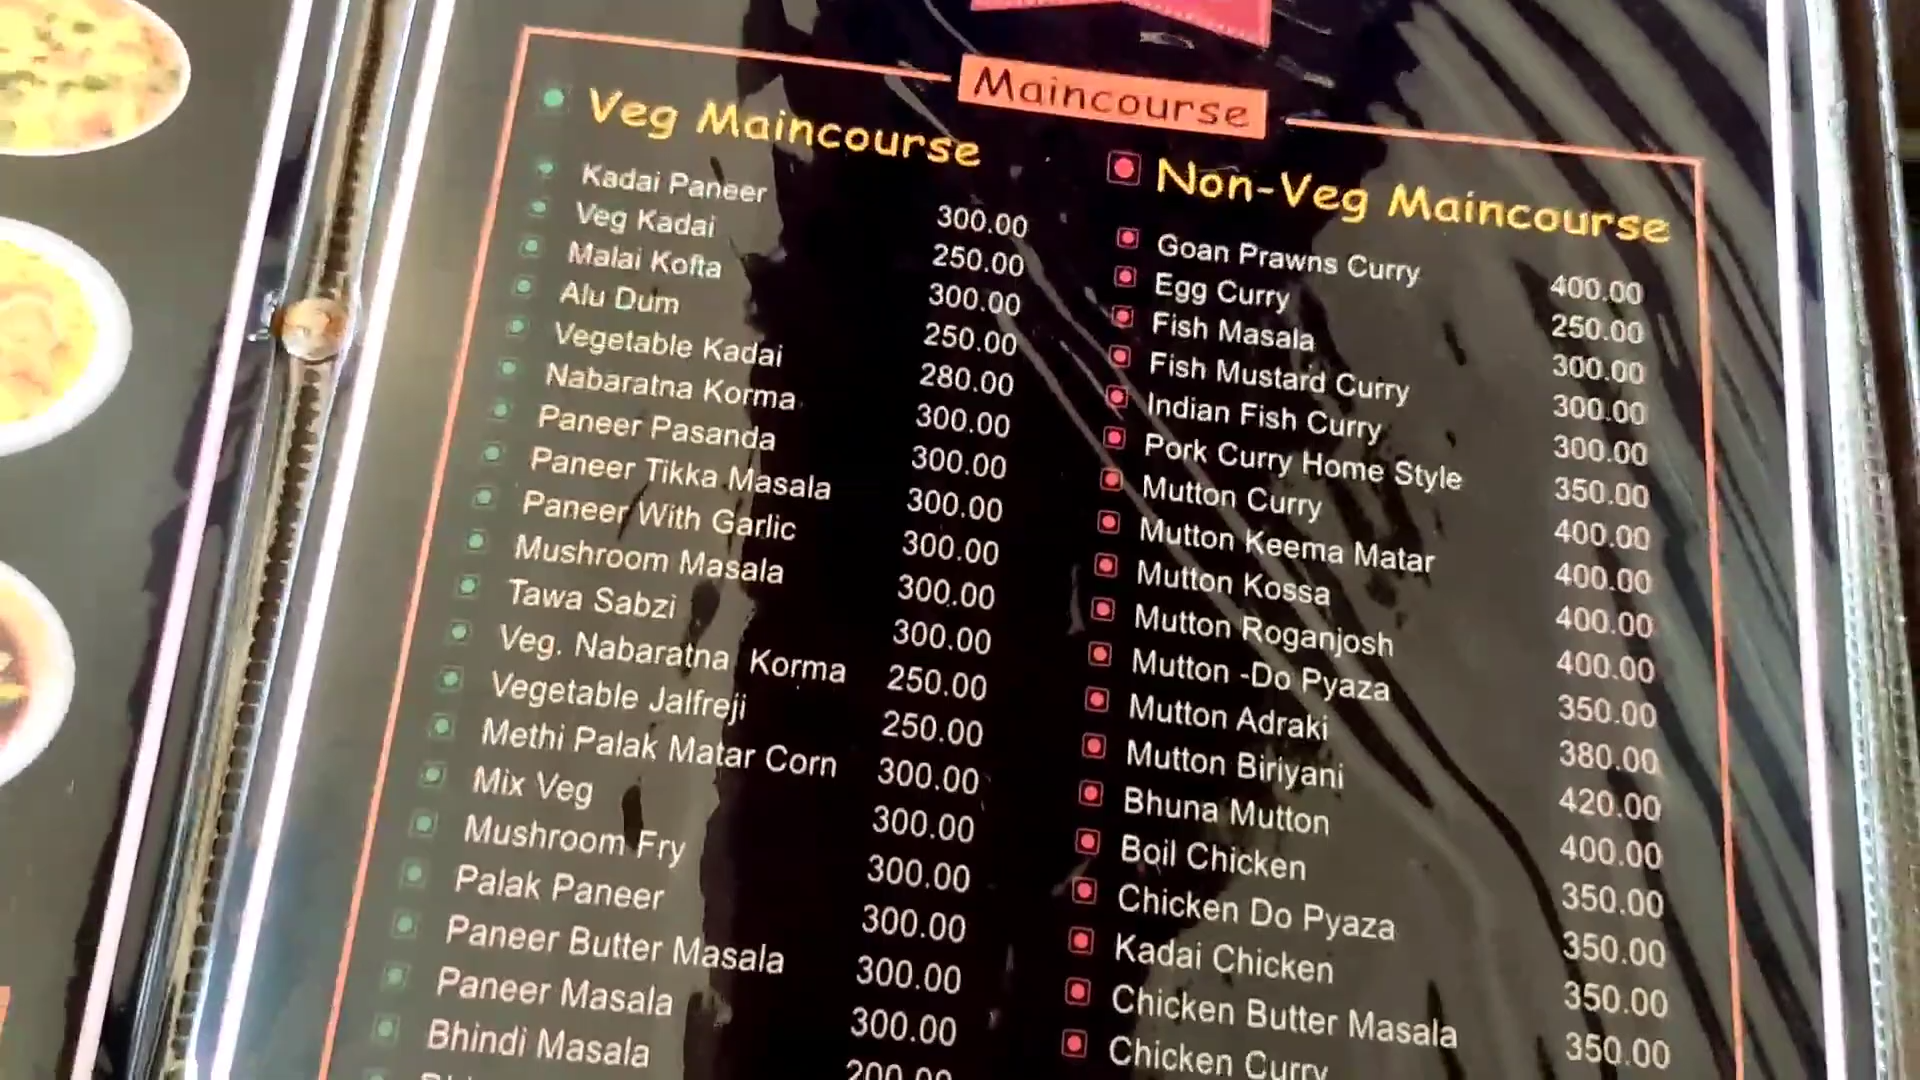 Maincourse
Veg Maincourse
Kadai Paneer 300.00
Veg Kadai 250.00
Malai Kofta 300.00
Alu Dum 250.00
Vegetable Kadai 280.00
Nabaratna Korma 300.00
Paneer Pasanda 300.00
Paneer Tikka Masala 300.00
Paneer With Garlic 300.00
Mushroom Masala 300.00
Tawa Sabzi 300.00
Veg. Nabaratna Korma 250.00
Vegetable Jalfreji 250.00
Methi Palak Matar Corn 300.00
Mix Veg 300.00
Mushroom Fry 300.00
Palak Paneer 300.00
Paneer Butter Masala 300.00
Paneer Masala 300.00
Bhindi Masala 200.00
Non-Veg Maincourse
Goan Prawns Curry 400.00
Egg Curry 250.00
Fish Masala 300.00
Fish Mustard Curry 300.00
Indian Fish Curry 300.00
Pork Curry Home Style 350.00
Mutton Curry 400.00
Mutton Keema Matar 400.00
Mutton Kossa 400.00
Mutton Roganjosh 400.00
Mutton -Do Pyaza 350.00
Mutton Adraki 380.00
Mutton Biriyani 420.00
Bhuna Mutton 400.00
Boil Chicken 350.00
Chicken Do Pyaza 350.00
Kadai Chicken 350.00
Chicken Butter Masala 350.00
Chicken Curry